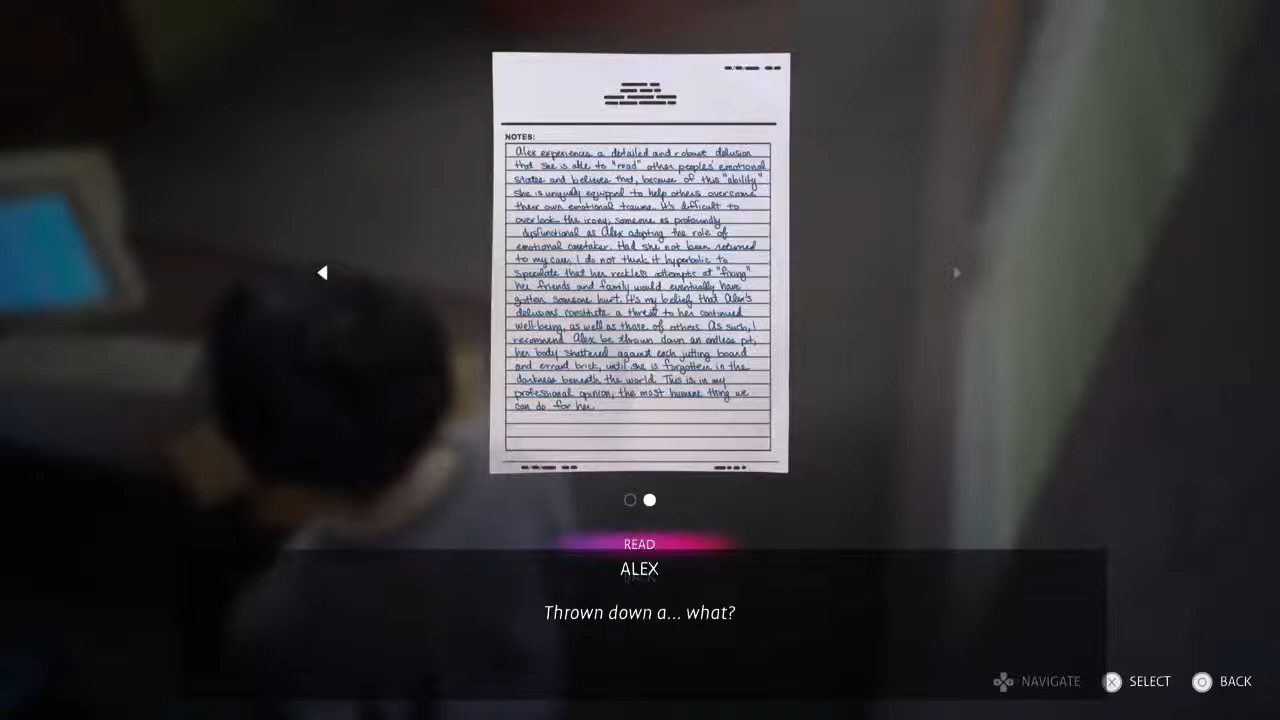 NOTES:
Alex experiences a detailed and robust delusion
that she is able to "read" other peoples' emotional
states and believes that, because of this "ability"
she is uniquely equipped to help others overcome
their own emotional trauma. It's difficult to
overlook the irony; someone as profoundly
dysfunctional as Alex adopting the role of
emotional caretaker. Had she not been returned
to my care, I do not think it hyperbolic to
speculate that her reckless attempts at "fixing"
her friends and family would eventually have
gotten someone hurt. It's my belief that Alex's
delusions constitute a threat to her continued
well-being, as well as those of others. As such, I
recommend Alex be thrown down an endless pit,
her body shattered against each jutting board
and errant brick, until she is forgotten in the
darkness beneath the world. This is, in my
professional opinion, the most humane thing we
can do for her.
READ
ALEX
BACK
Thrown down a... what?
NAVIGATE
SELECT
BACK